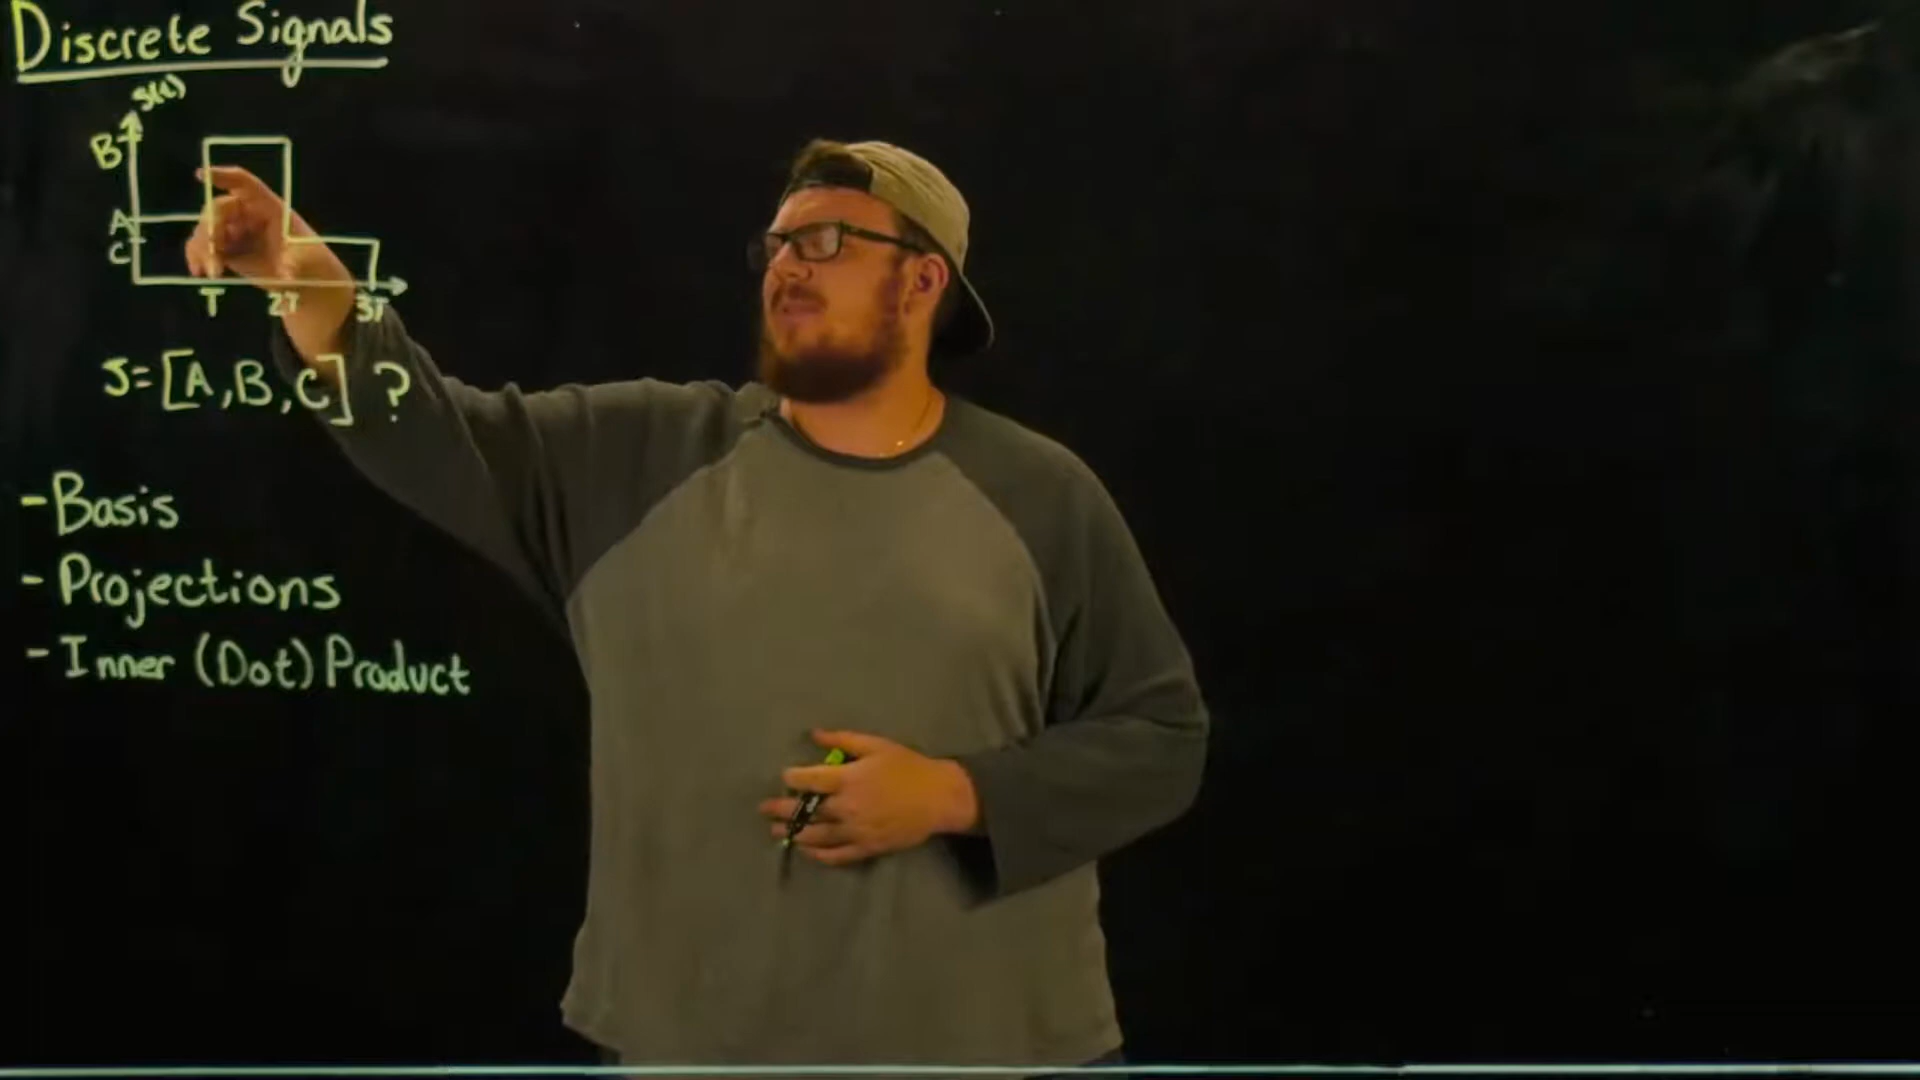 Discrete Signals
s(t)
B
A
C
T 2T 3T
S=[A,B,C] ?
-Basis
- Projections
- Inner (Dot) Product